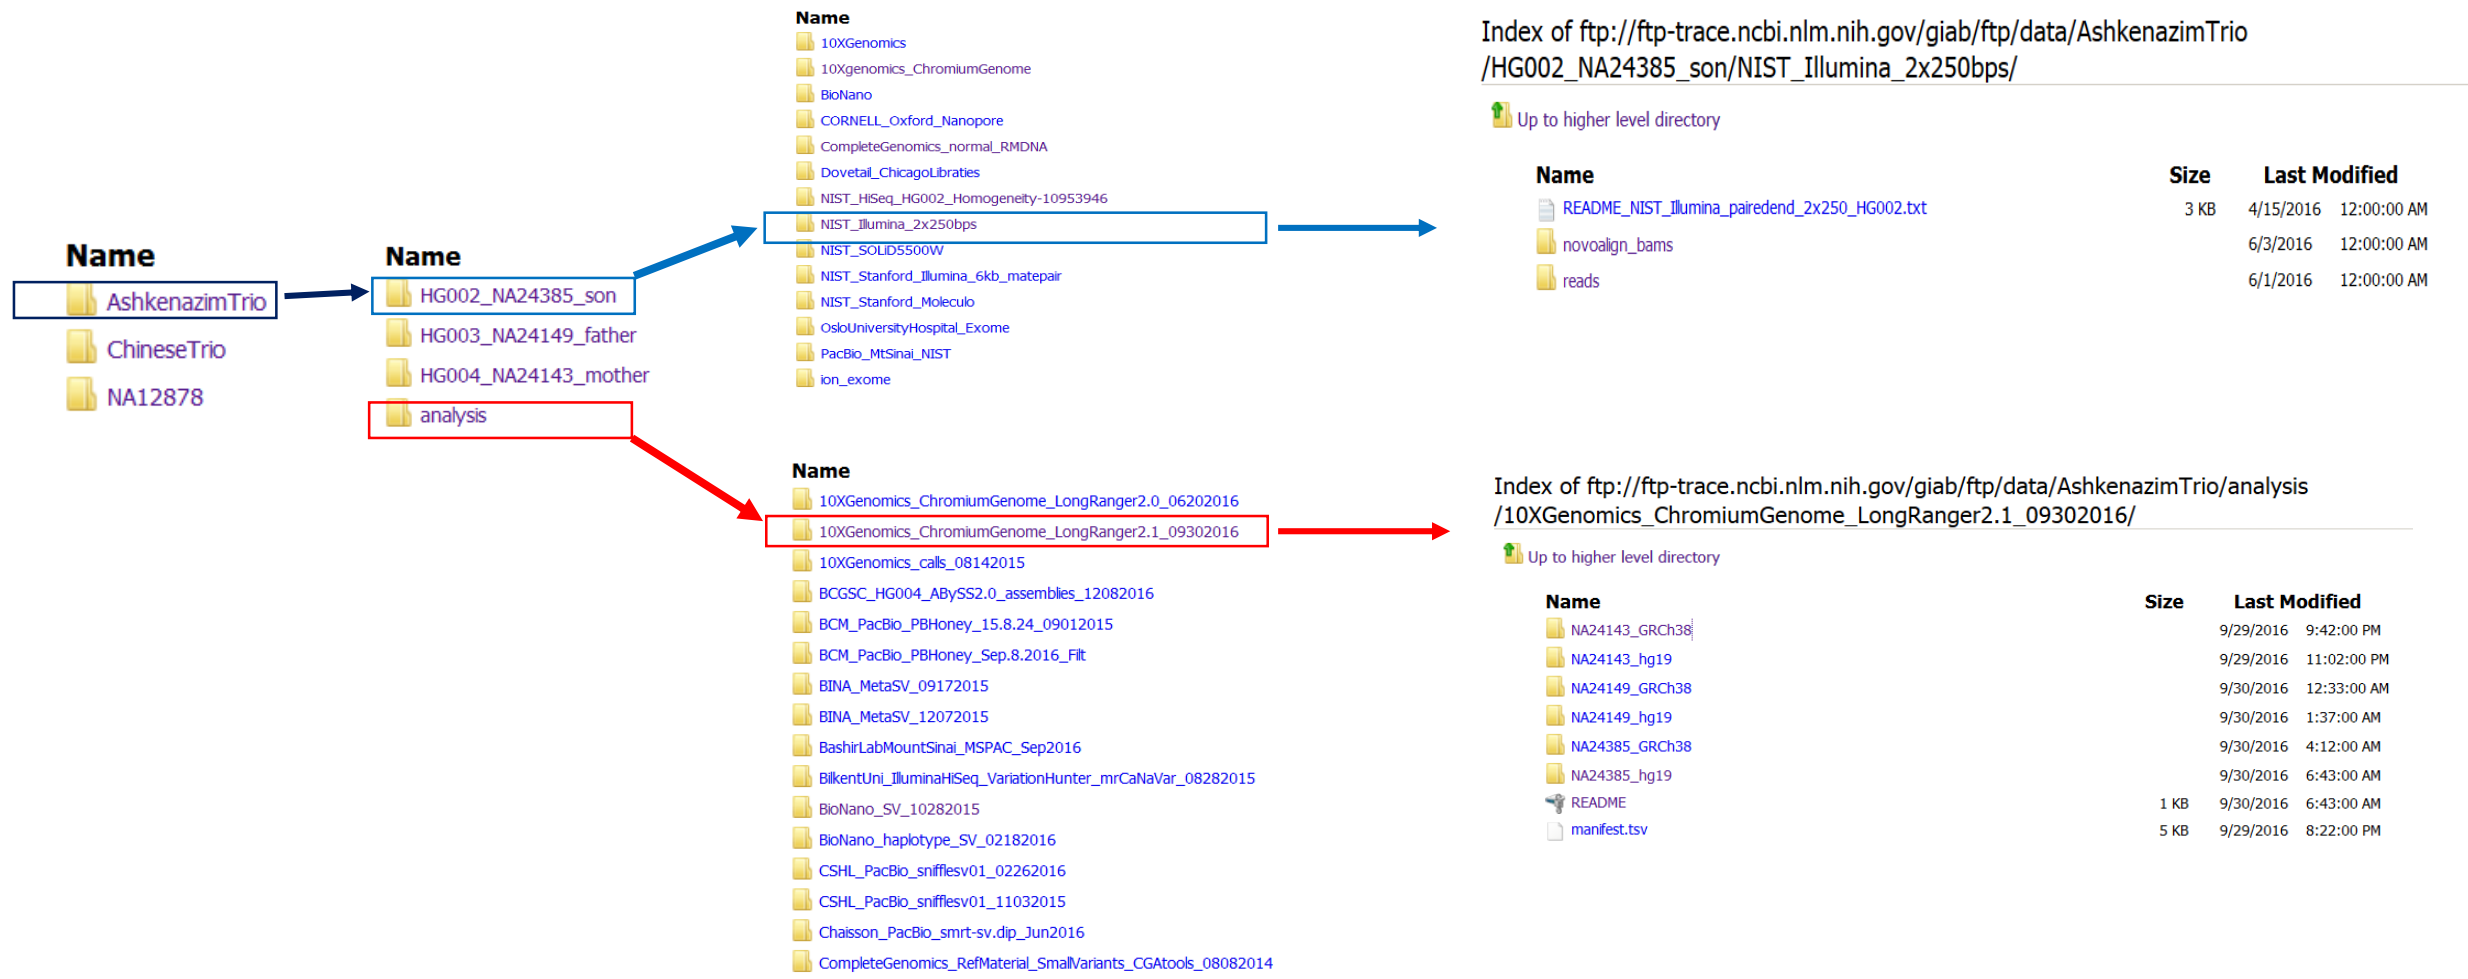 Name
AshkenazimTrio
ChineseTrio
NA12878
Name
HG002_NA24385_son
HG003_NA24149_father
HG004_NA24143_mother
analysis
Name
10XGenomics
10Xgenomics_ChromiumGenome
BioNano
CORNELL_Oxford_Nanopore
CompleteGenomics_normal_RMDNA
Dovetail_ChicagoLibraties
NIST_HiSeq_HG002_Homogeneity-10953946
NIST_Illumina_2x250bps
NIST_SOLiD5500W
NIST_Stanford_Illumina_6kb_matepair
NIST_Stanford_Moleculo
OsloUniversityHospital_Exome
PacBio_MtSinai_NIST
ion_exome
Index of ftp://ftp-trace.ncbi.nlm.nih.gov/giab/ftp/data/AshkenazimTrio
/HG002_NA24385_son/NIST_Illumina_2x250bps/
Up to higher level directory
Name Size Last Modified
README_NIST_Illumina_pairedend_2x250_HG002.txt 3 KB 4/15/2016 12:00:00 AM
novoalign_bams 6/3/2016 12:00:00 AM
reads 6/1/2016 12:00:00 AM
Name
10XGenomics_ChromiumGenome_LongRanger2.0_06202016
10XGenomics_ChromiumGenome_LongRanger2.1_09302016
10XGenomics_calls_08142015
BCGSC_HG004_ABySS2.0_assemblies_12082016
BCM_PacBio_PBHoney_15.8.24_09012015
BCM_PacBio_PBHoney_Sep.8.2016_Filt
BINA_MetaSV_09172015
BINA_MetaSV_12072015
BashirLabMountSinai_MSPAC_Sep2016
BilkentUni_IlluminaHiSeq_VariationHunter_mrCaNaVar_08282015
BioNano_SV_10282015
BioNano_haplotype_SV_02182016
CSHL_PacBio_snifflesv01_02262016
CSHL_PacBio_snifflesv01_11032015
Chaisson_PacBio_smrt-sv.dip_Jun2016
CompleteGenomics_RefMaterial_SmallVariants_CGAtools_08082014
Index of ftp://ftp-trace.ncbi.nlm.nih.gov/giab/ftp/data/AshkenazimTrio/analysis
/10XGenomics_ChromiumGenome_LongRanger2.1_09302016/
Up to higher level directory
Name Size Last Modified
NA24143_GRCh38 9/29/2016 9:42:00 PM
NA24143_hg19 9/29/2016 11:02:00 PM
NA24149_GRCh38 9/30/2016 12:33:00 AM
NA24149_hg19 9/30/2016 1:37:00 AM
NA24385_GRCh38 9/30/2016 4:12:00 AM
NA24385_hg19 9/30/2016 6:43:00 AM
README 1 KB 9/30/2016 6:43:00 AM
manifest.tsv 5 KB 9/29/2016 8:22:00 PM